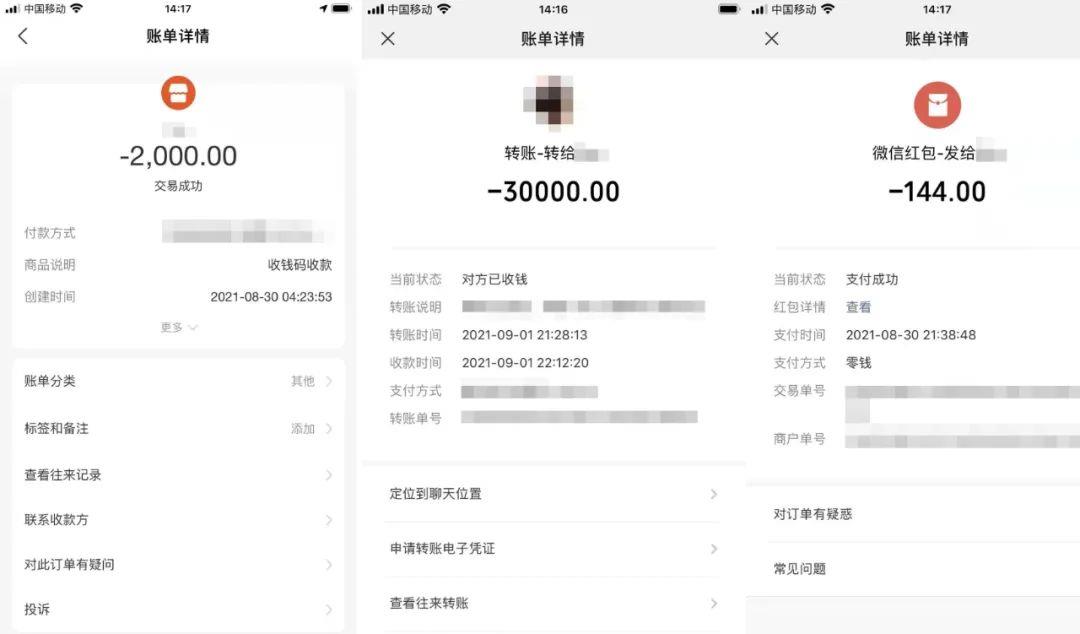 中国移动
14:17
账单详情
-2,000.00
交易成功
付款方式
商品说明 收钱码收款
创建时间 2021-08-30 04:23:53
更多
账单分类 其他
标签和备注 添加
查看往来记录
联系收款方
对此订单有疑问
投诉
中国移动
14:16
账单详情
转账-转给
-30000.00
当前状态 对方已收钱
转账说明
转账时间 2021-09-01 21:28:13
收款时间 2021-09-01 22:12:20
支付方式
转账单号
定位到聊天位置
申请转账电子凭证
查看往来转账
中国移动
14:17
账单详情
微信红包-发给
-144.00
当前状态 支付成功
红包详情 查看
支付时间 2021-08-30 21:38:48
支付方式 零钱
交易单号
商户单号
对订单有疑惑
常见问题